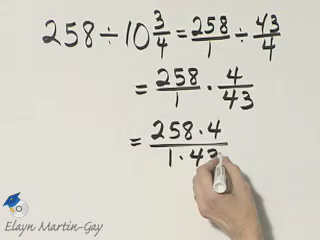 258 ÷ 10 3/4 = 258/1 ÷ 43/4
= 258/1 · 4/43
= 258·4/1·43
Elayn Martin-Gay